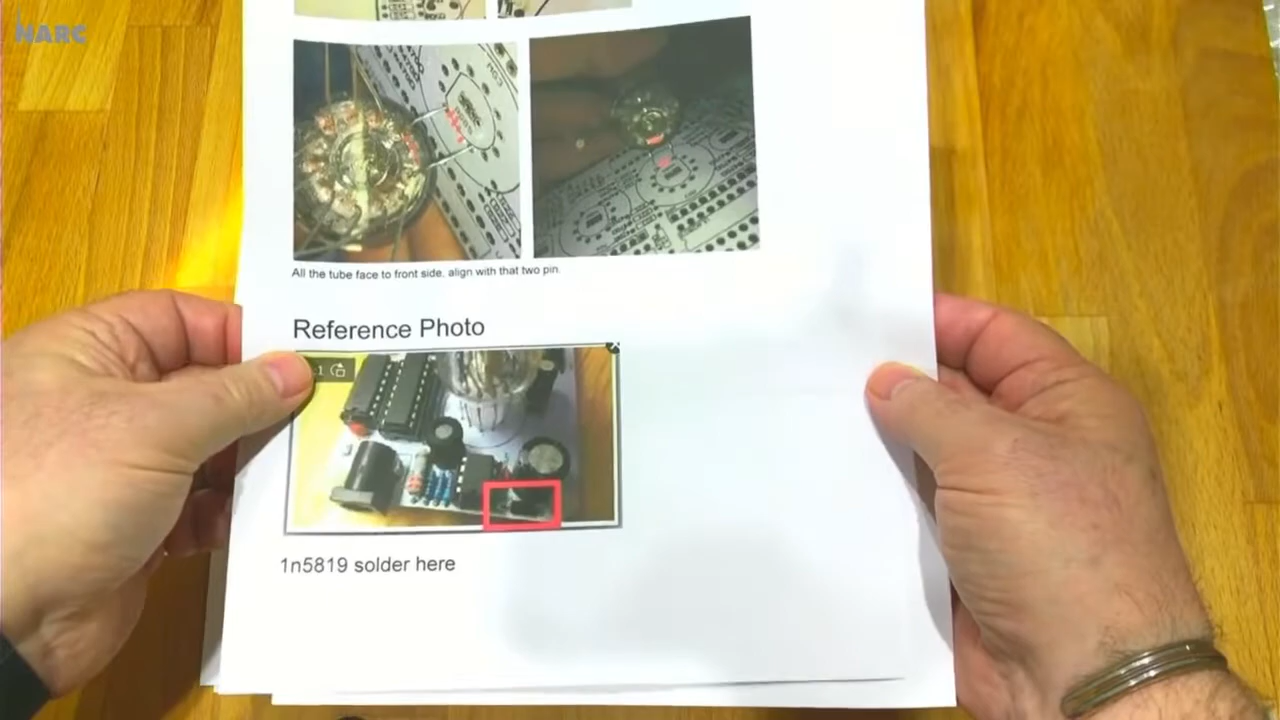 NARC
All the tube face to front side, align with that two pin.
Reference Photo
1n5819 solder here